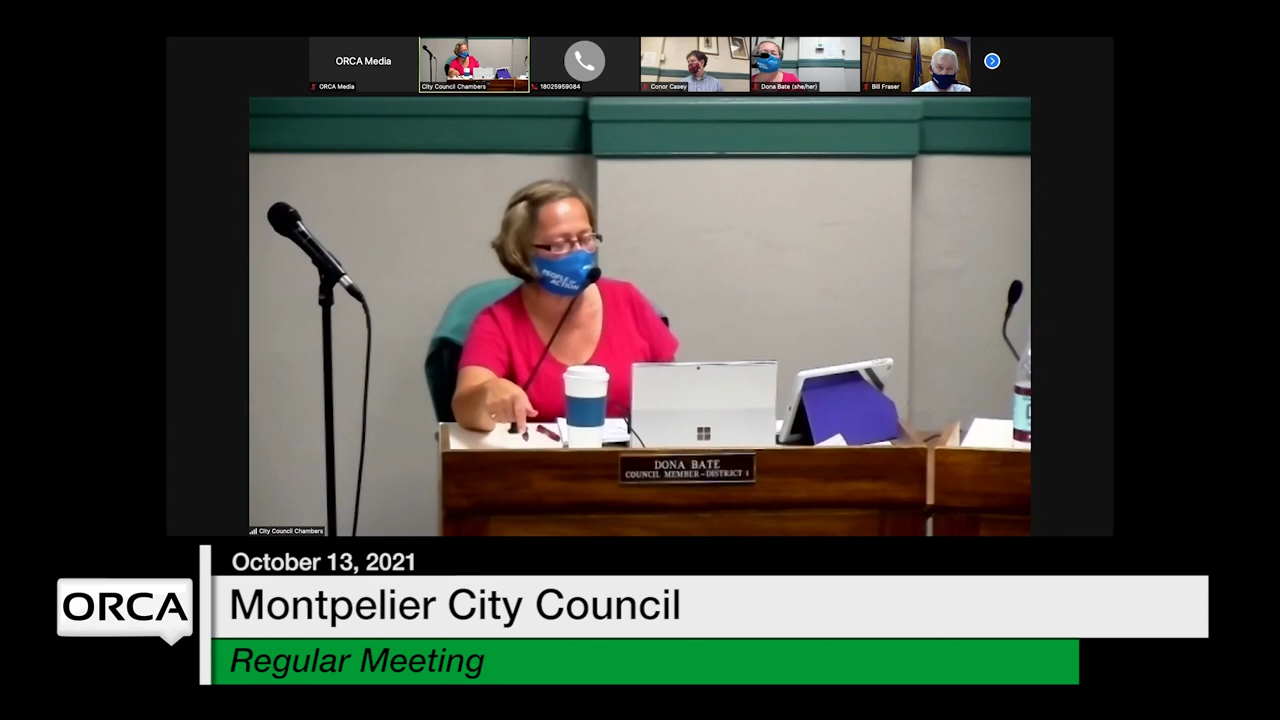 ORCA Media
ORCA Media
City Council Chambers
18025959084
Conor Casey
Dona Bate (she/her)
Bill Fraser
PEOPLE OF
ACTION
DONA BATE
COUNCIL MEMBER - DISTRICT 1
City Council Chambers
October 13, 2021
ORCA
Montpelier City Council
Regular Meeting